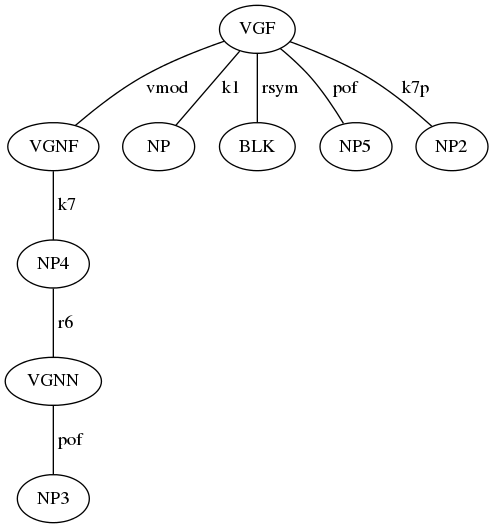 VGF
vmod k1 rsym pof k7p
VGNF NP BLK NP5 NP2
k7
NP4
r6
VGNN
pof
NP3